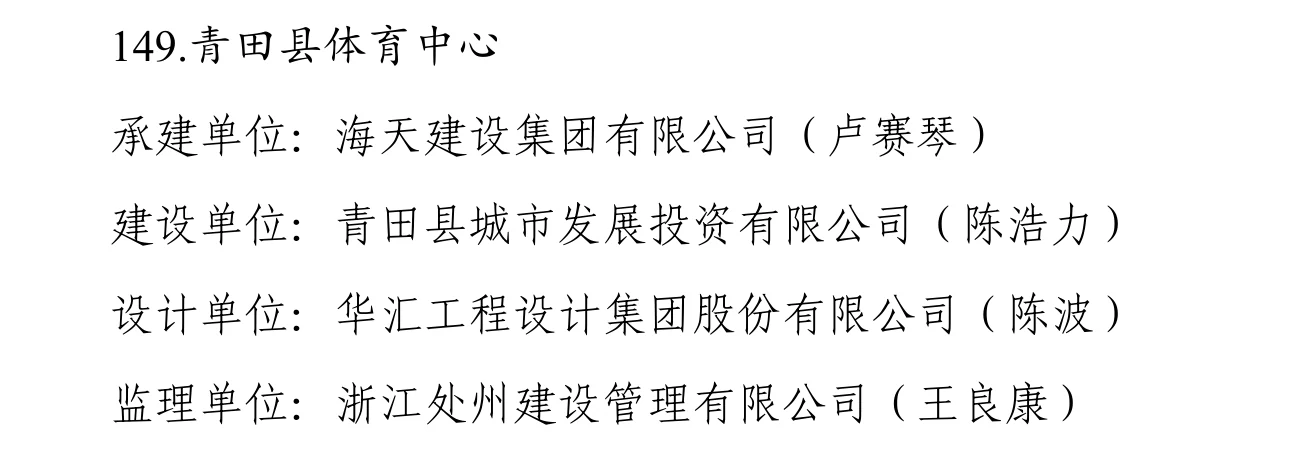 149.青田县体育中心
承建单位：海天建设集团有限公司（卢赛琴）
建设单位：青田县城市发展投资有限公司（陈浩力）
设计单位：华汇工程设计集团股份有限公司（陈波）
监理单位：浙江处州建设管理有限公司（王良康）